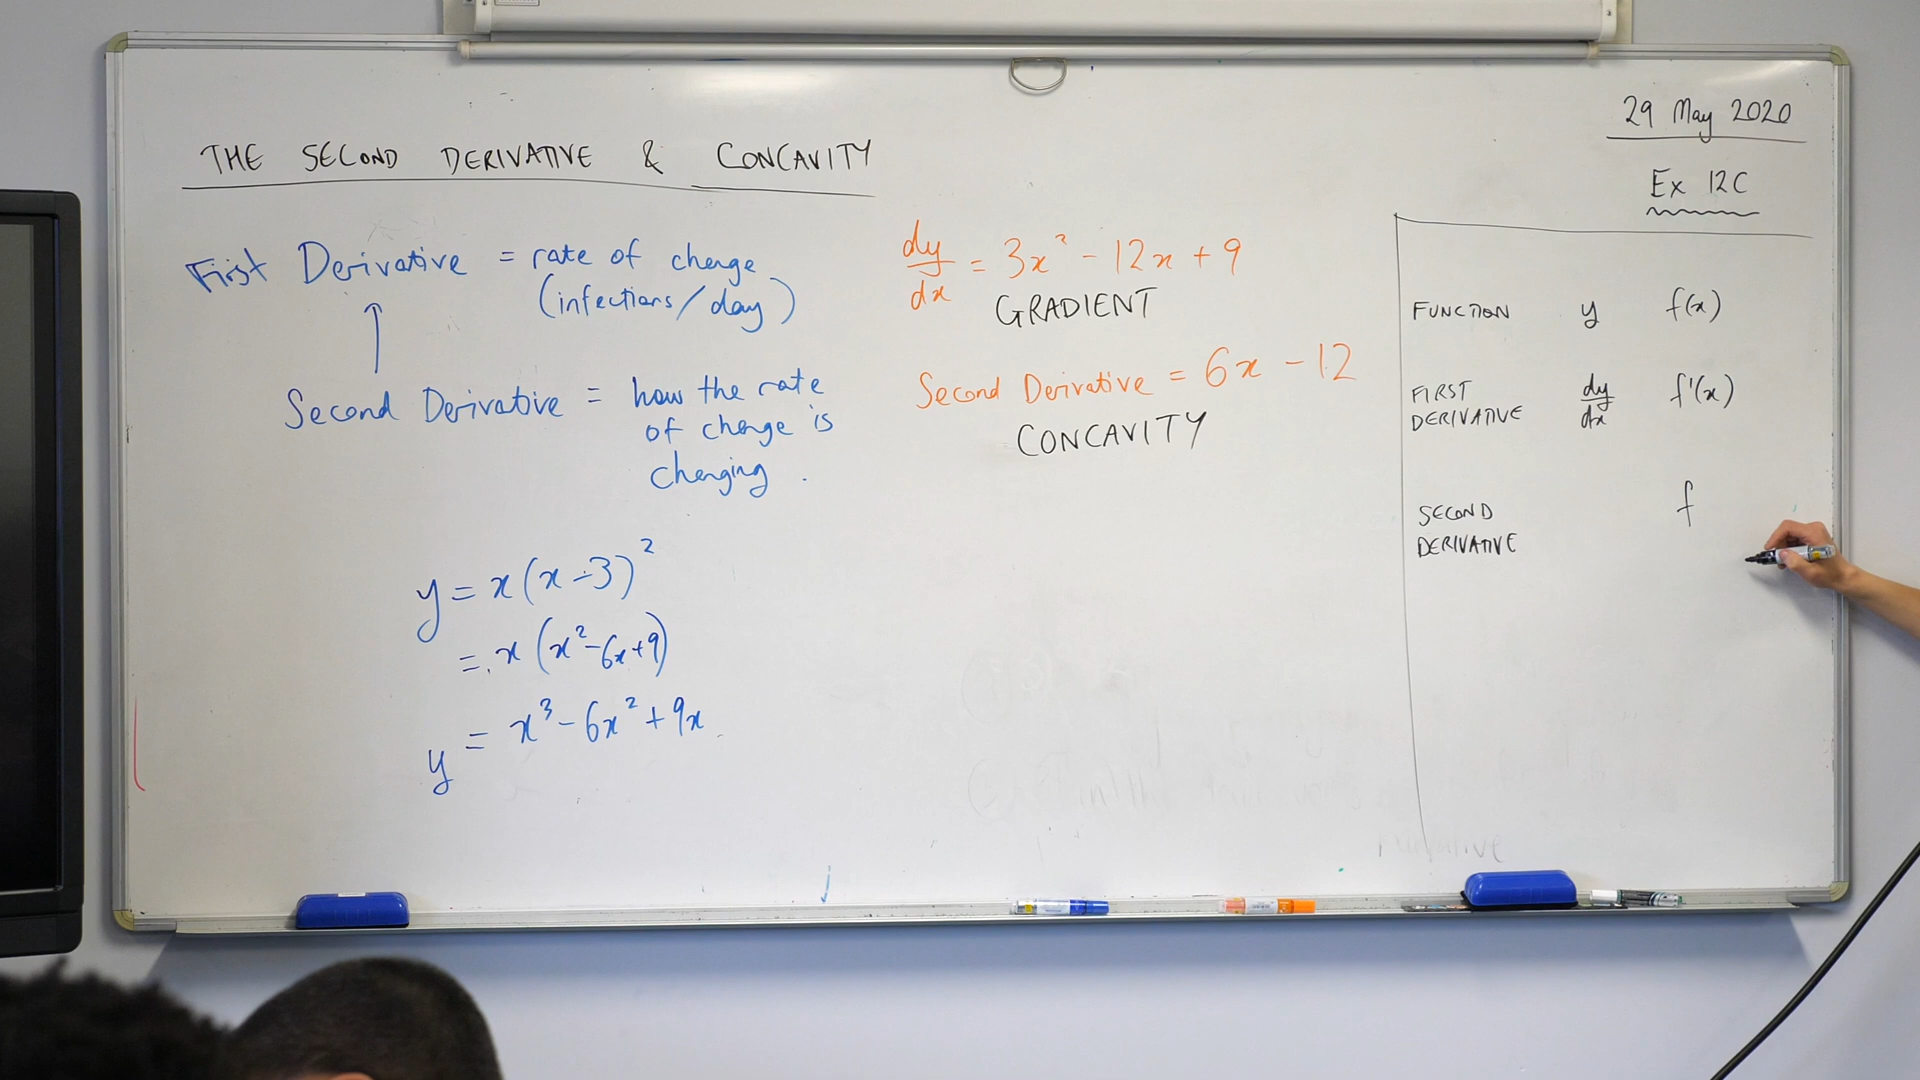 THE SECOND DERIVATIVE & CONCAVITY
29 May 2020
Ex 12C
First Derivative = rate of change
(infections/day)
Second Derivative = how the rate
of change is
changing.
y = x(x-3)²
= x(x²-6x+9)
y = x³-6x²+9x
dy/dx = 3x²-12x+9
GRADIENT
Second Derivative = 6x-12
CONCAVITY
FUNCTION y f(x)
FIRST
DERIVATIVE dy/dx f'(x)
SECOND f
DERIVATIVE